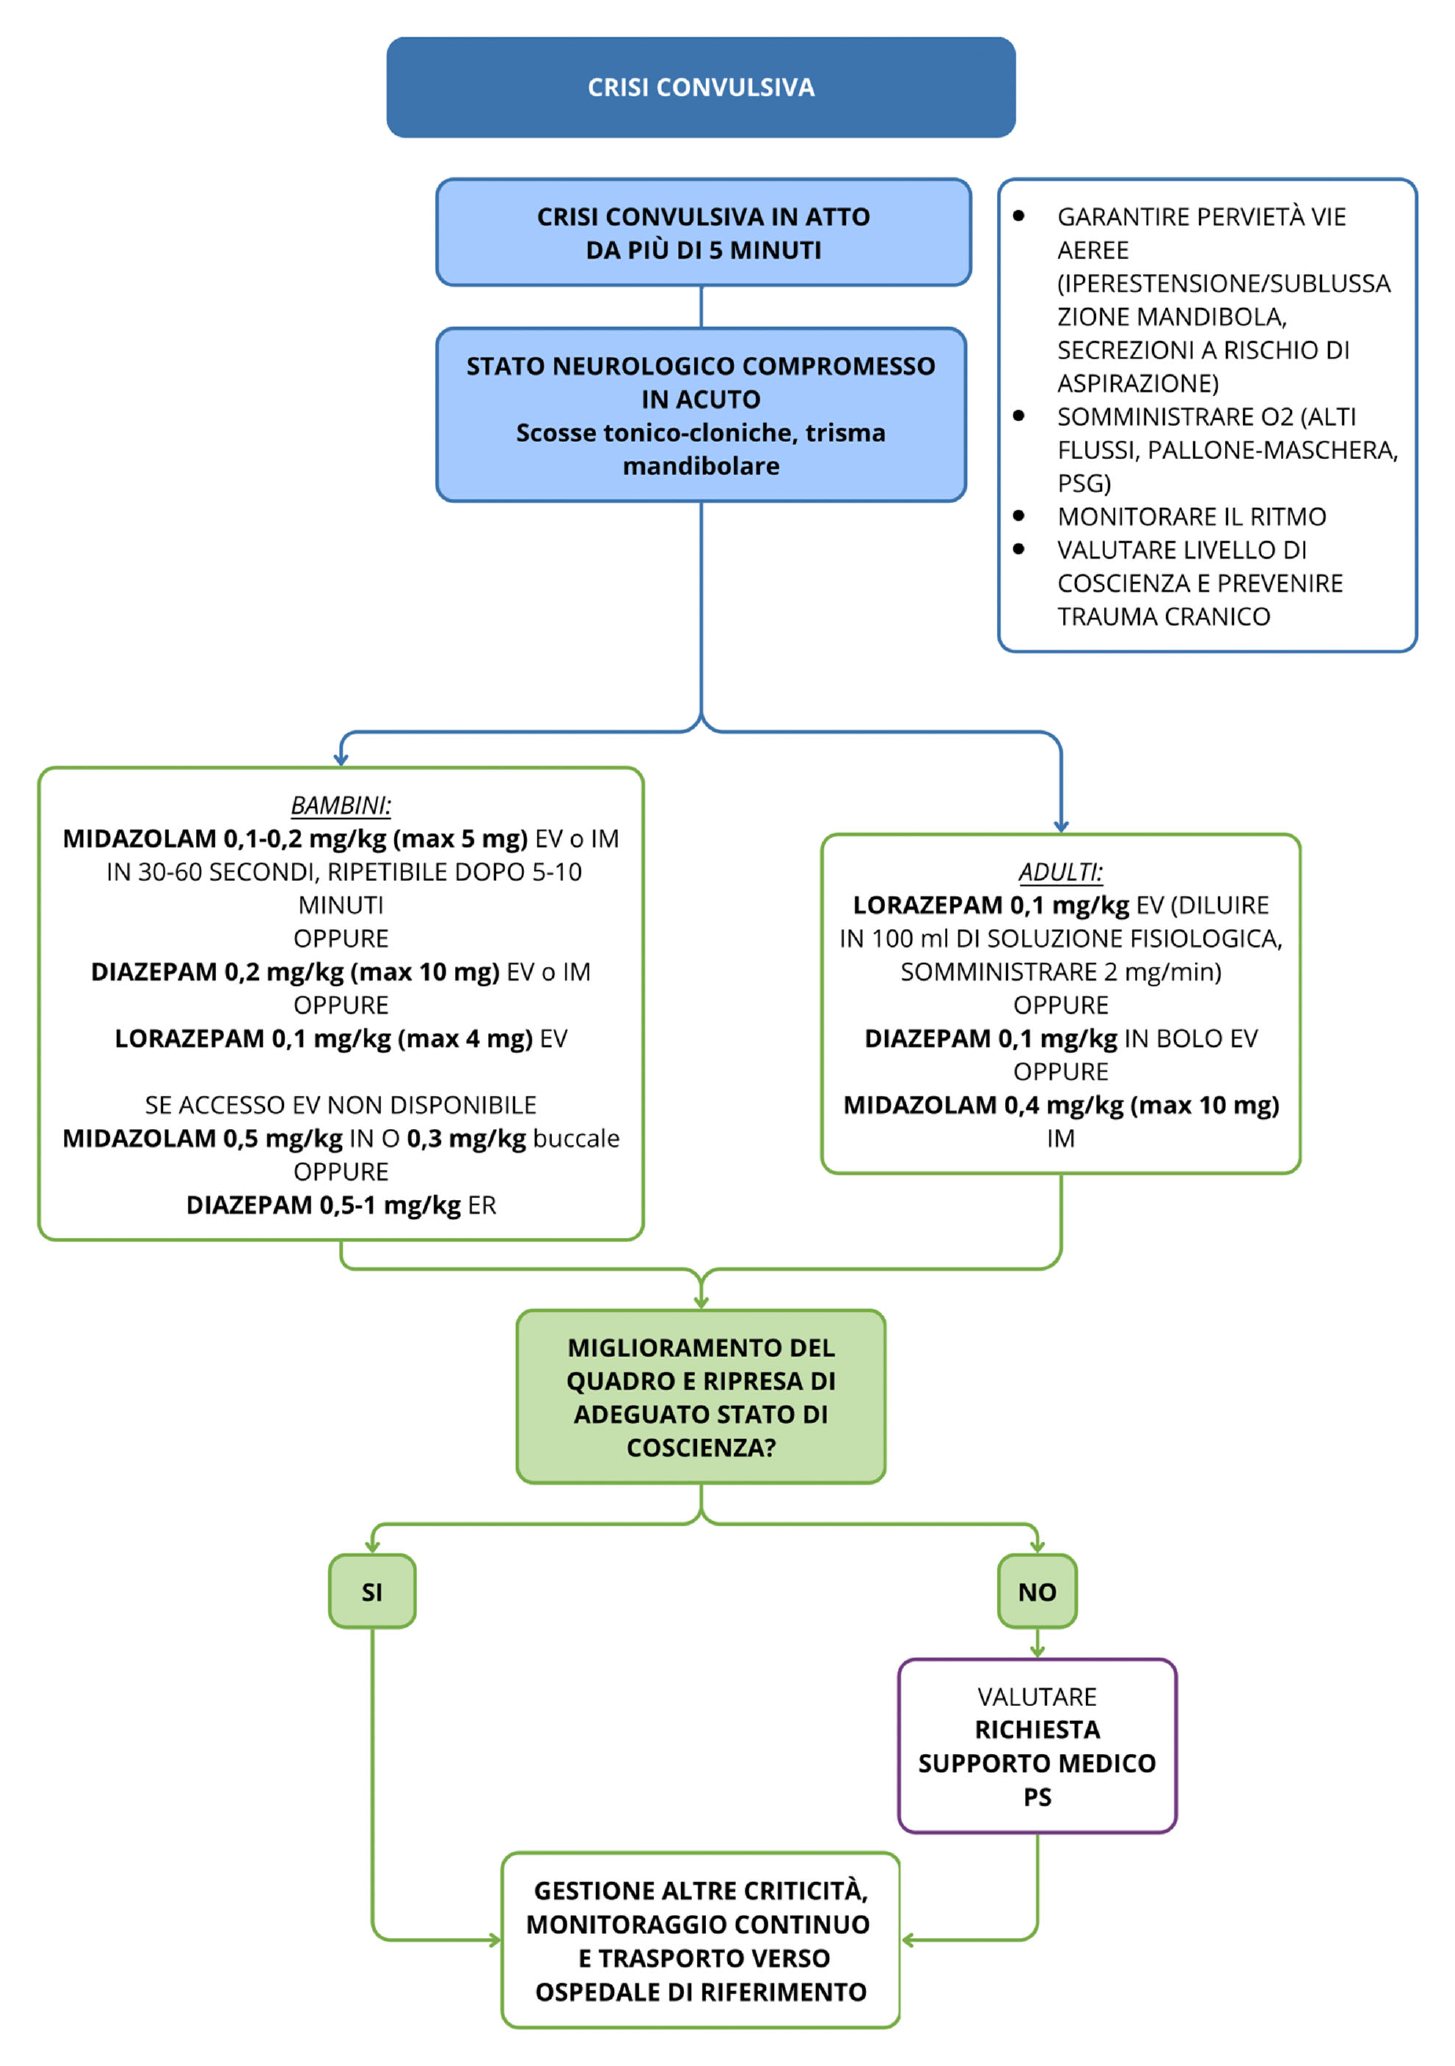 CRISI CONVULSIVA
CRISI CONVULSIVA IN ATTO
DA PIÙ DI 5 MINUTI
STATO NEUROLOGICO COMPROMESSO
IN ACUTO
Scosse tonico-cloniche, trisma
mandibolare
● GARANTIRE PERVIETÀ VIE
AEREE
(IPERESTENSIONE/SUBLUSSA
ZIONE MANDIBOLA,
SECREZIONI A RISCHIO DI
ASPIRAZIONE)
● SOMMINISTRARE O2 (ALTI
FLUSSI, PALLONE-MASCHERA,
PSG)
● MONITORARE IL RITMO
● VALUTARE LIVELLO DI
COSCIENZA E PREVENIRE
TRAUMA CRANICO
BAMBINI:
MIDAZOLAM 0,1-0,2 mg/kg (max 5 mg) EV o IM
IN 30-60 SECONDI, RIPETIBILE DOPO 5-10
MINUTI
OPPURE
DIAZEPAM 0,2 mg/kg (max 10 mg) EV o IM
OPPURE
LORAZEPAM 0,1 mg/kg (max 4 mg) EV
SE ACCESSO EV NON DISPONIBILE
MIDAZOLAM 0,5 mg/kg IN O 0,3 mg/kg buccale
OPPURE
DIAZEPAM 0,5-1 mg/kg ER
ADULTI:
LORAZEPAM 0,1 mg/kg EV (DILUIRE
IN 100 ml DI SOLUZIONE FISIOLOGICA,
SOMMINISTRARE 2 mg/min)
OPPURE
DIAZEPAM 0,1 mg/kg IN BOLO EV
OPPURE
MIDAZOLAM 0,4 mg/kg (max 10 mg)
IM
MIGLIORAMENTO DEL
QUADRO E RIPRESA DI
ADEGUATO STATO DI
COSCIENZA?
SI
NO
VALUTARE
RICHIESTA
SUPPORTO MEDICO
PS
GESTIONE ALTRE CRITICITÀ,
MONITORAGGIO CONTINUO
E TRASPORTO VERSO
OSPEDALE DI RIFERIMENTO